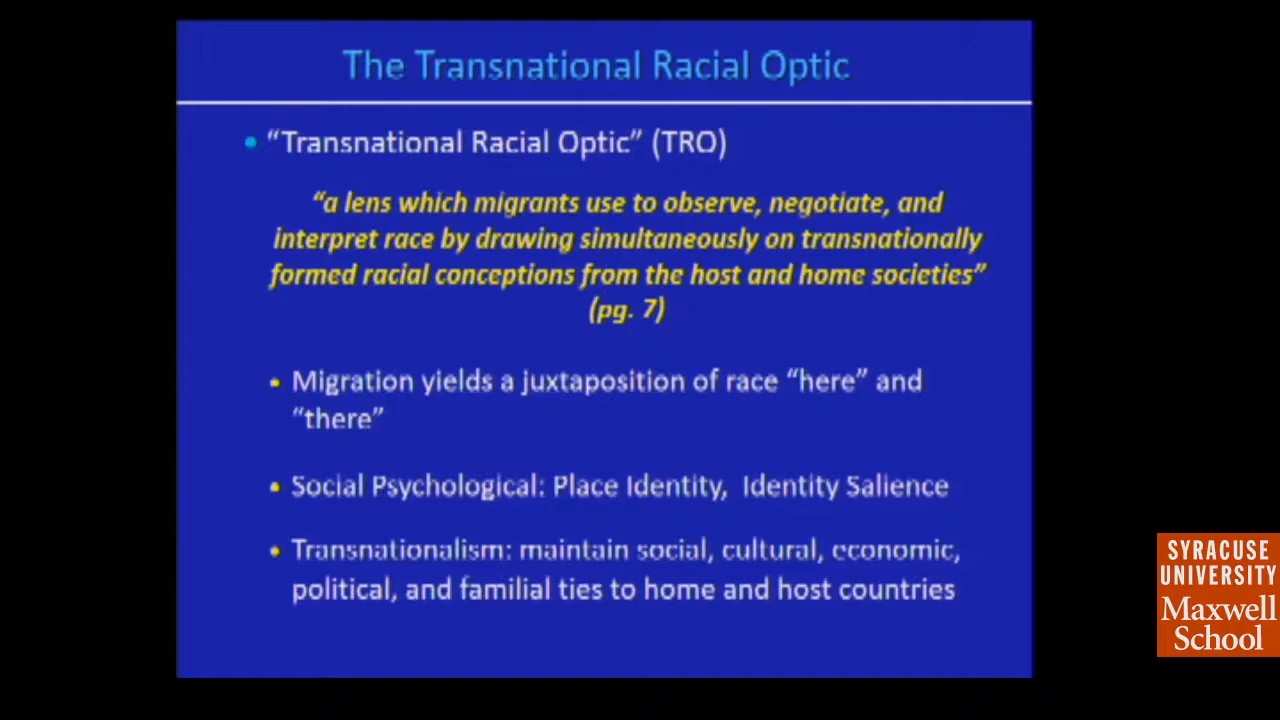 The Transnational Racial Optic
• “Transnational Racial Optic” (TRO)
“a lens which migrants use to observe, negotiate, and
interpret race by drawing simultaneously on transnationally
formed racial conceptions from the host and home societies”
(pg. 7)
• Migration yields a juxtaposition of race “here” and
“there”
• Social Psychological: Place Identity, Identity Salience
• Transnationalism: maintain social, cultural, economic,
political, and familial ties to home and host countries
SYRACUSE
UNIVERSITY
Maxwell
School